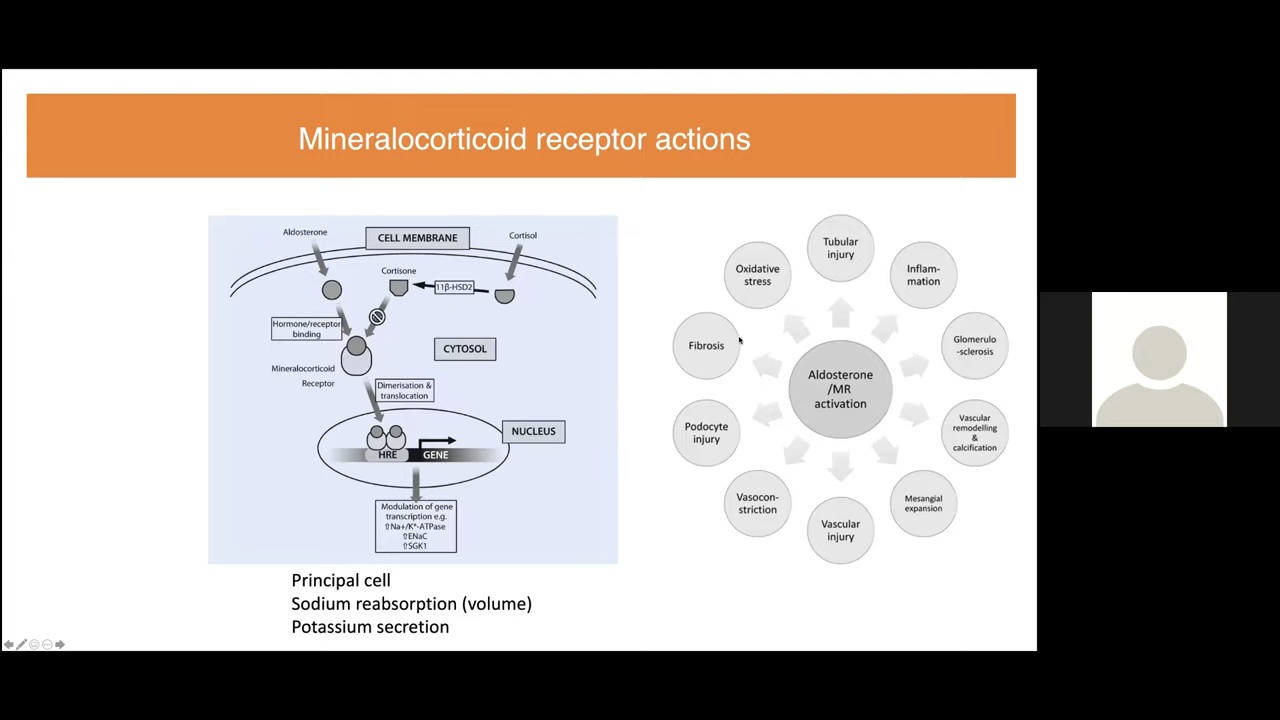 Mineralocorticoid receptor actions
Aldosterone
CELL MEMBRANE
Cortisol
Cortisone
11β-HSD2
Hormone/receptor
binding
CYTOSOL
Mineralocorticoid
Receptor
Dimerisation &
translocation
NUCLEUS
HRE
GENE
Modulation of gene
transcription e.g.
⇧Na+/K⁺-ATPase
⇧ENaC
⇧SGK1
Principal cell
Sodium reabsorption (volume)
Potassium secretion
Aldosterone
/MR
activation
Tubular
injury
Inflam-
mation
Glomerulo
-sclerosis
Vascular
remodelling
&
calcification
Mesangial
expansion
Vascular
injury
Vasocon-
striction
Podocyte
injury
Fibrosis
Oxidative
stress